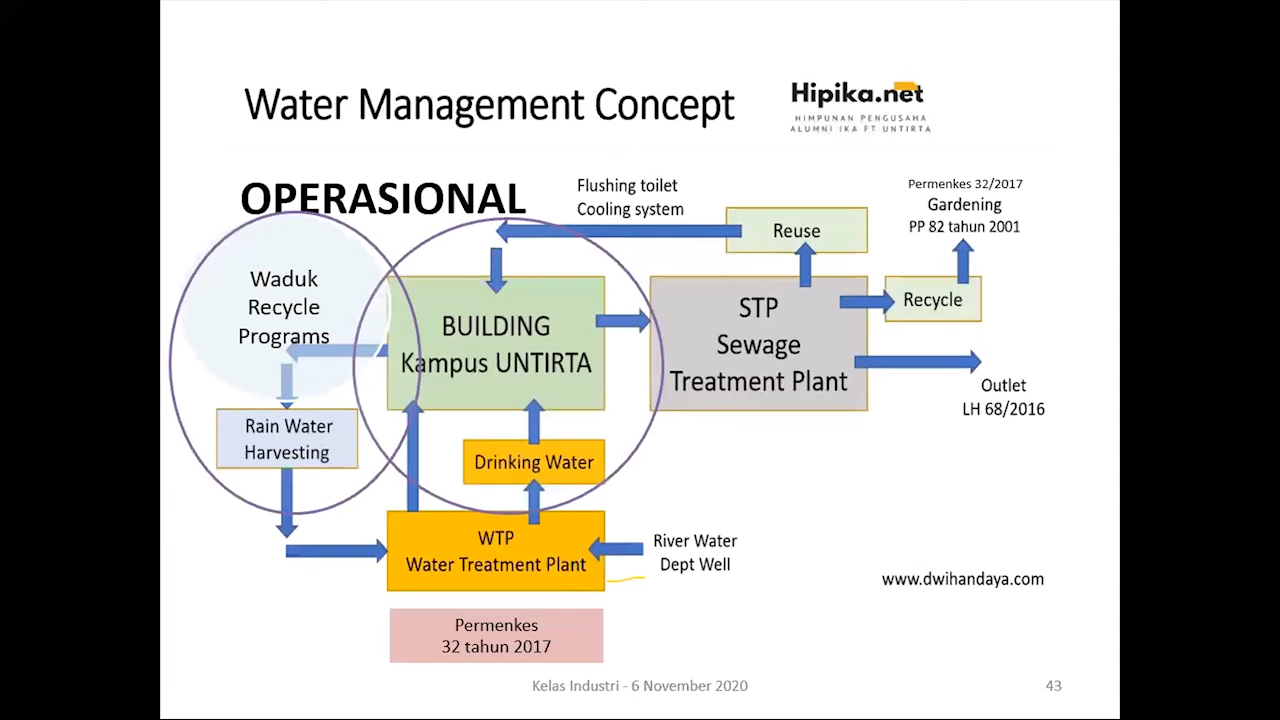 Water Management Concept
Hipika.net
HIMPUNAN PENGUSAHA
ALUMNI IKA FT UNTIRTA
OPERASIONAL
Flushing toilet
Cooling system
Reuse
Permenkes 32/2017
Gardening
PP 82 tahun 2001
Waduk
Recycle
Programs
BUILDING
Kampus UNTIRTA
STP
Sewage
Treatment Plant
Recycle
Outlet
LH 68/2016
Rain Water
Harvesting
Drinking Water
WTP
Water Treatment Plant
River Water
Dept Well
www.dwihandaya.com
Permenkes
32 tahun 2017
Kelas Industri - 6 November 2020
43